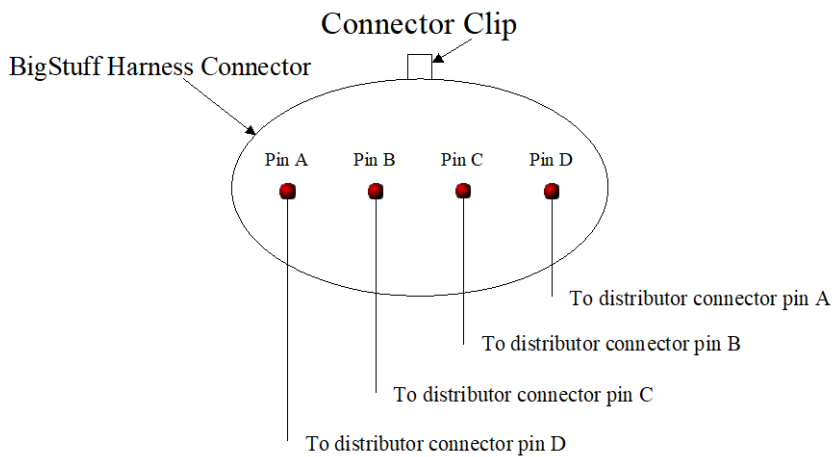 Connector Clip
BigStuff Harness Connector
Pin A
Pin B
Pin C
Pin D
To distributor connector pin A
To distributor connector pin B
To distributor connector pin C
To distributor connector pin D